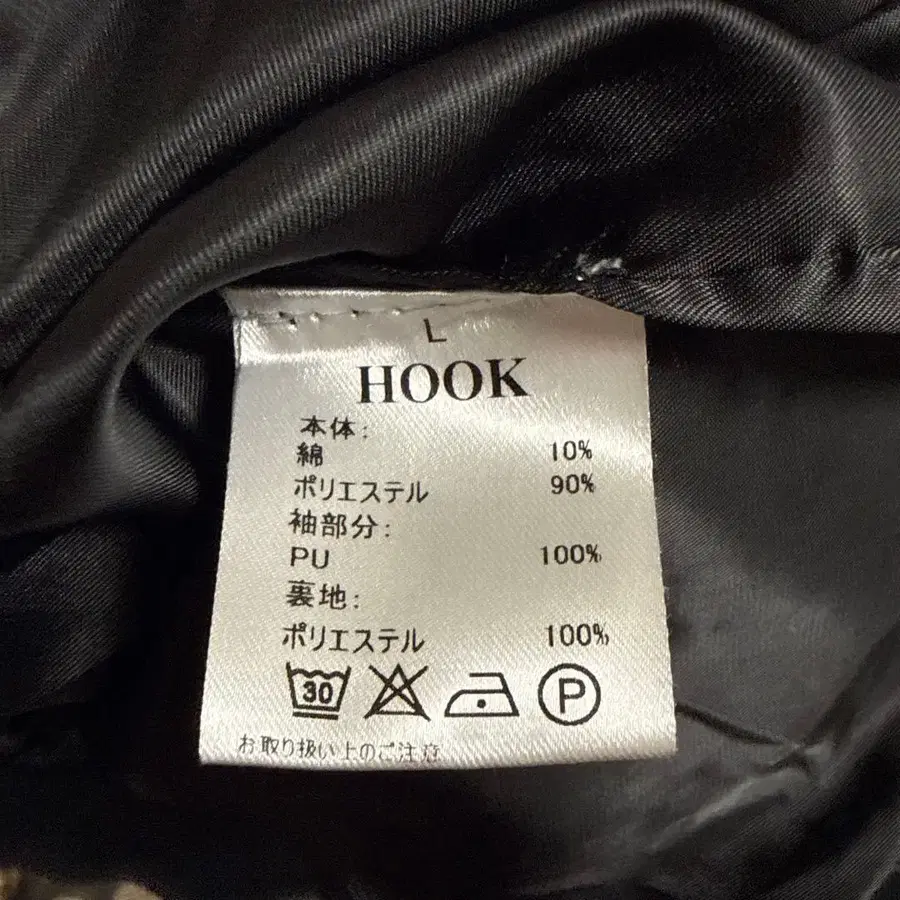 L
HOOK
本体:
綿 10%
ポリエステル 90%
袖部分:
PU 100%
裏地:
ポリエステル 100%
30 P
お取り扱い上のご注意